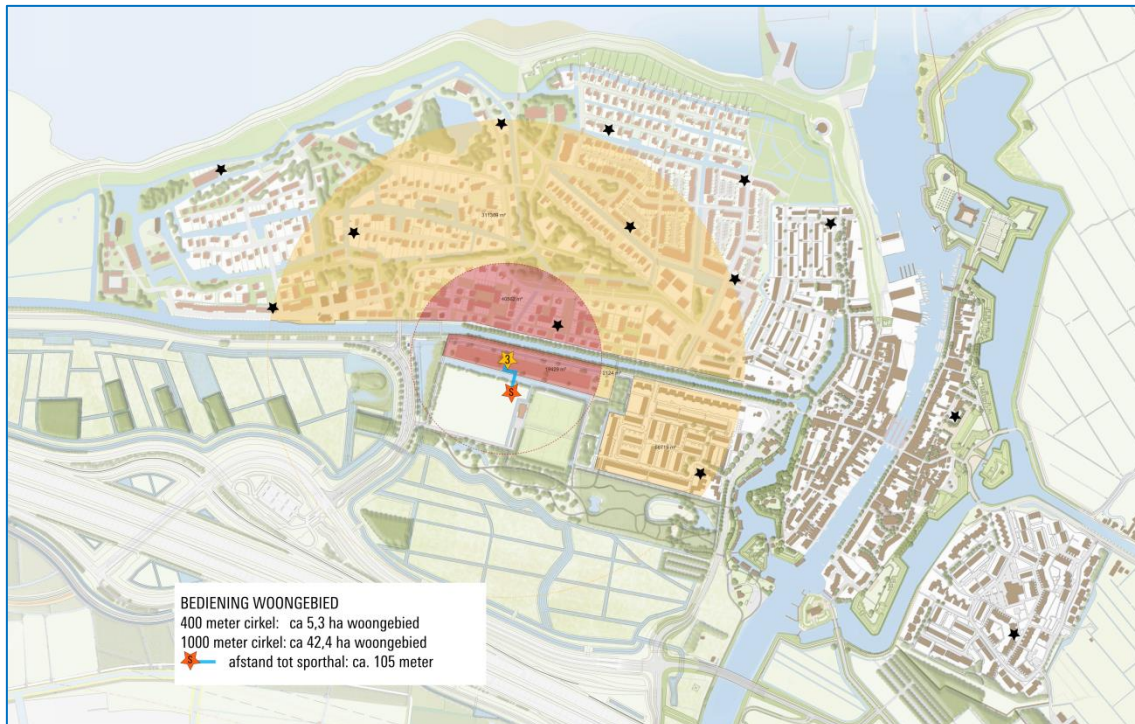 3
S
BEDIENING WOONGEBIED
400 meter cirkel: ca 5,3 ha woongebied
1000 meter cirkel: ca 42,4 ha woongebied
S afstand tot sporthal: ca. 105 meter